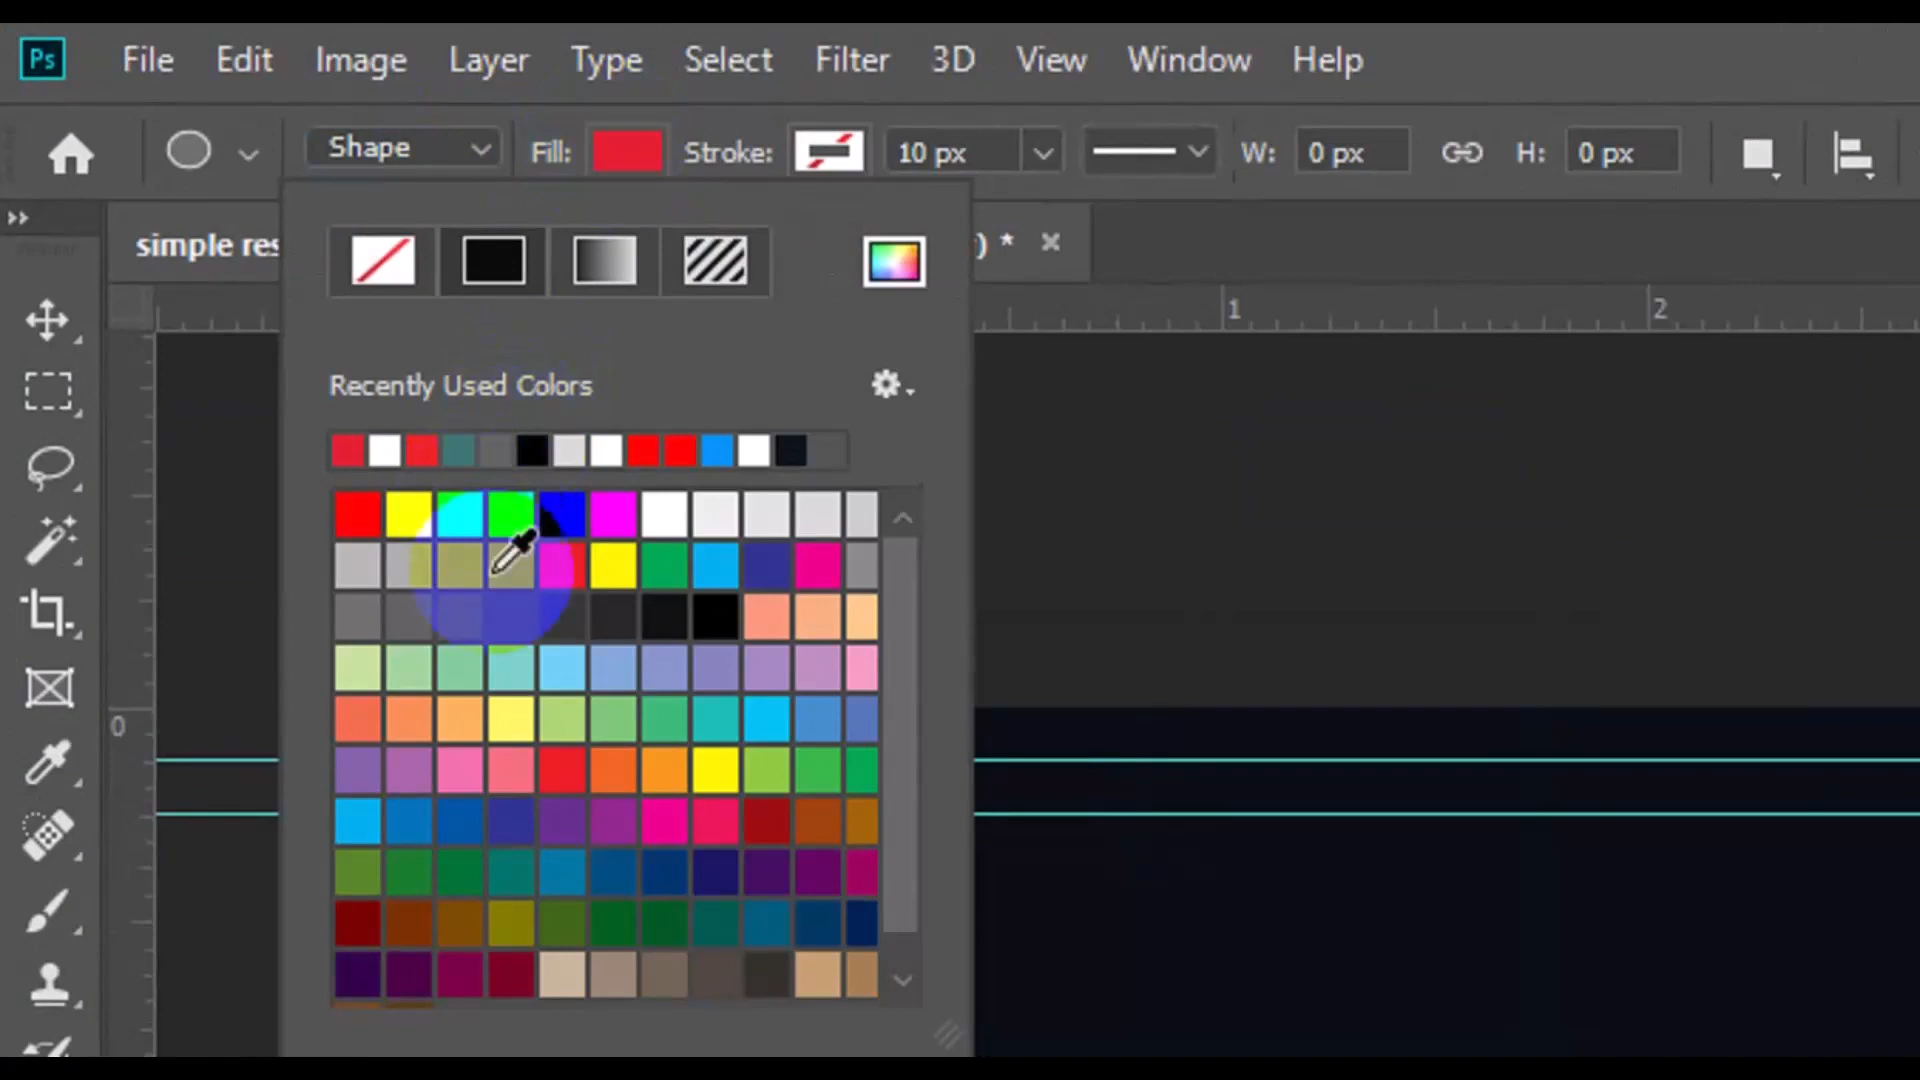 Ps File Edit Image Layer Type Select Filter 3D View Window Help
Shape Fill: Stroke: 10 px W: 0 px H: 0 px
simple res ) *
1 2
Recently Used Colors
0